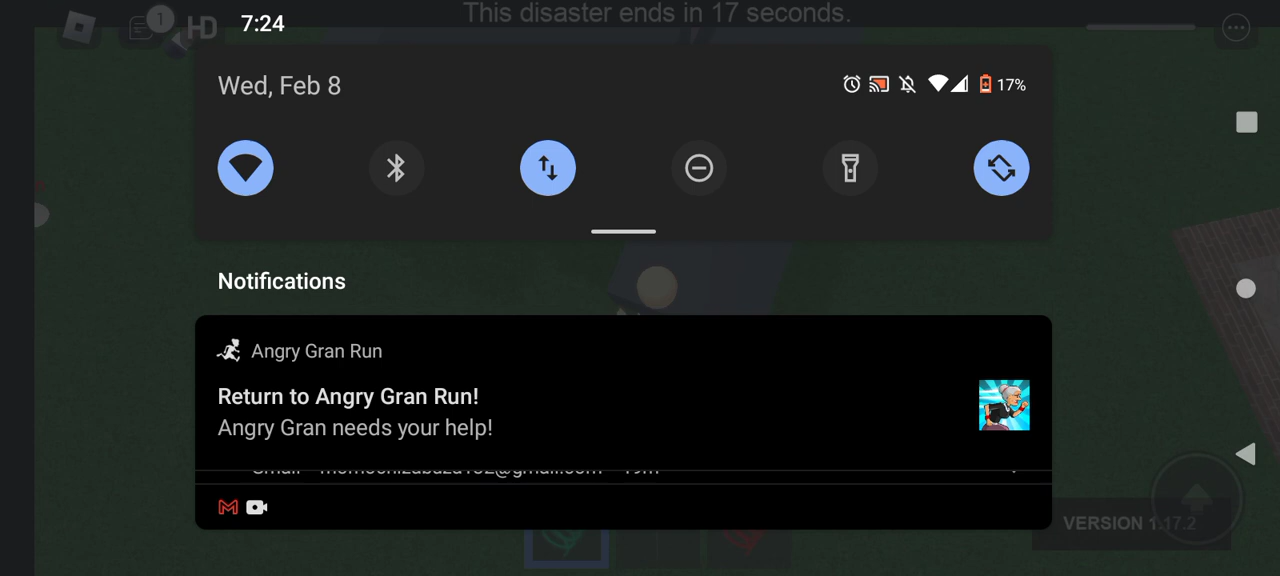 This disaster ends in 17 seconds.
1
HD
7:24
Wed, Feb 8
17%
Notifications
Angry Gran Run
Return to Angry Gran Run!
Angry Gran needs your help!
VERSION 1.17.2